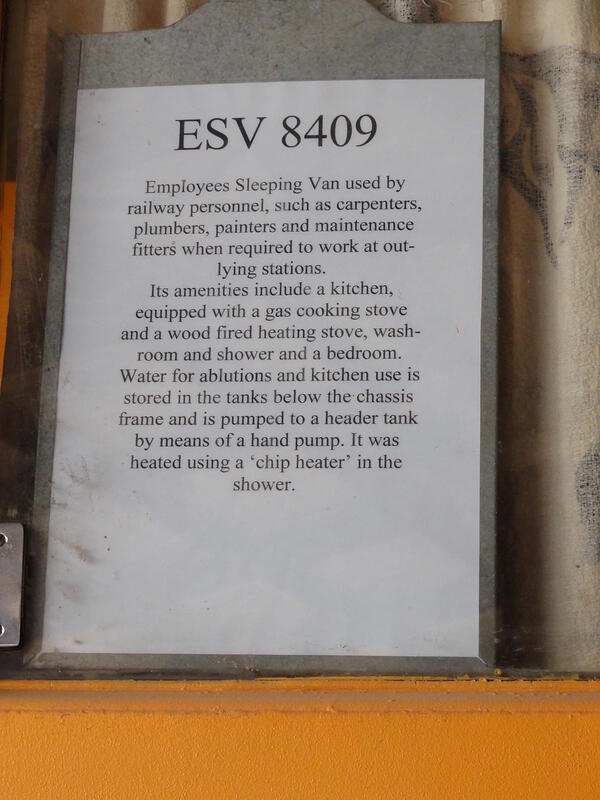 ESV 8409
Employees Sleeping Van used by
railway personnel, such as carpenters,
plumbers, painters and maintenance
fitters when required to work at out-
lying stations.
Its amenities include a kitchen,
equipped with a gas cooking stove
and a wood fired heating stove, wash-
room and shower and a bedroom.
Water for ablutions and kitchen use is
stored in the tanks below the chassis
frame and is pumped to a header tank
by means of a hand pump. It was
heated using a ‘chip heater’ in the
shower.